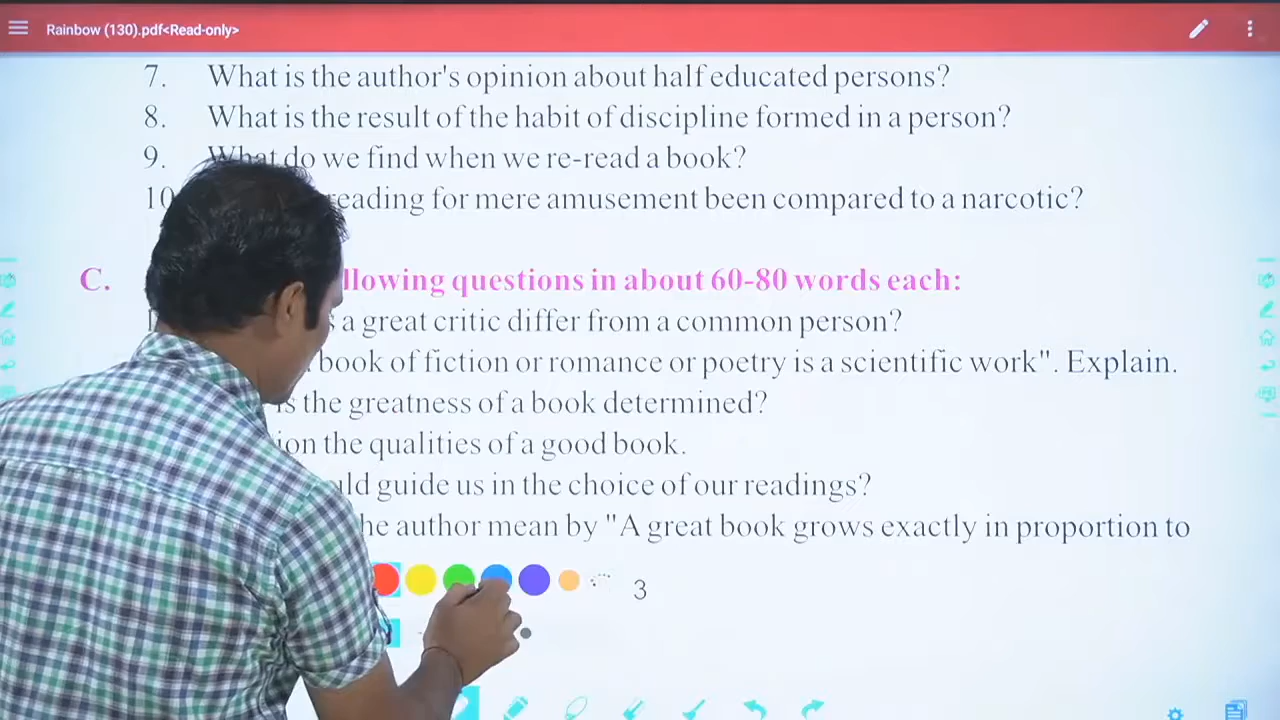 Rainbow (130).pdf<Read-only>
7. What is the author's opinion about half educated persons?
8. What is the result of the habit of discipline formed in a person?
9. What do we find when we re-read a book?
10 reading for mere amusement been compared to a narcotic?
C. llowing questions in about 60-80 words each:
a great critic differ from a common person?
book of fiction or romance or poetry is a scientific work". Explain.
is the greatness of a book determined?
ion the qualities of a good book.
uld guide us in the choice of our readings?
he author mean by "A great book grows exactly in proportion to
3